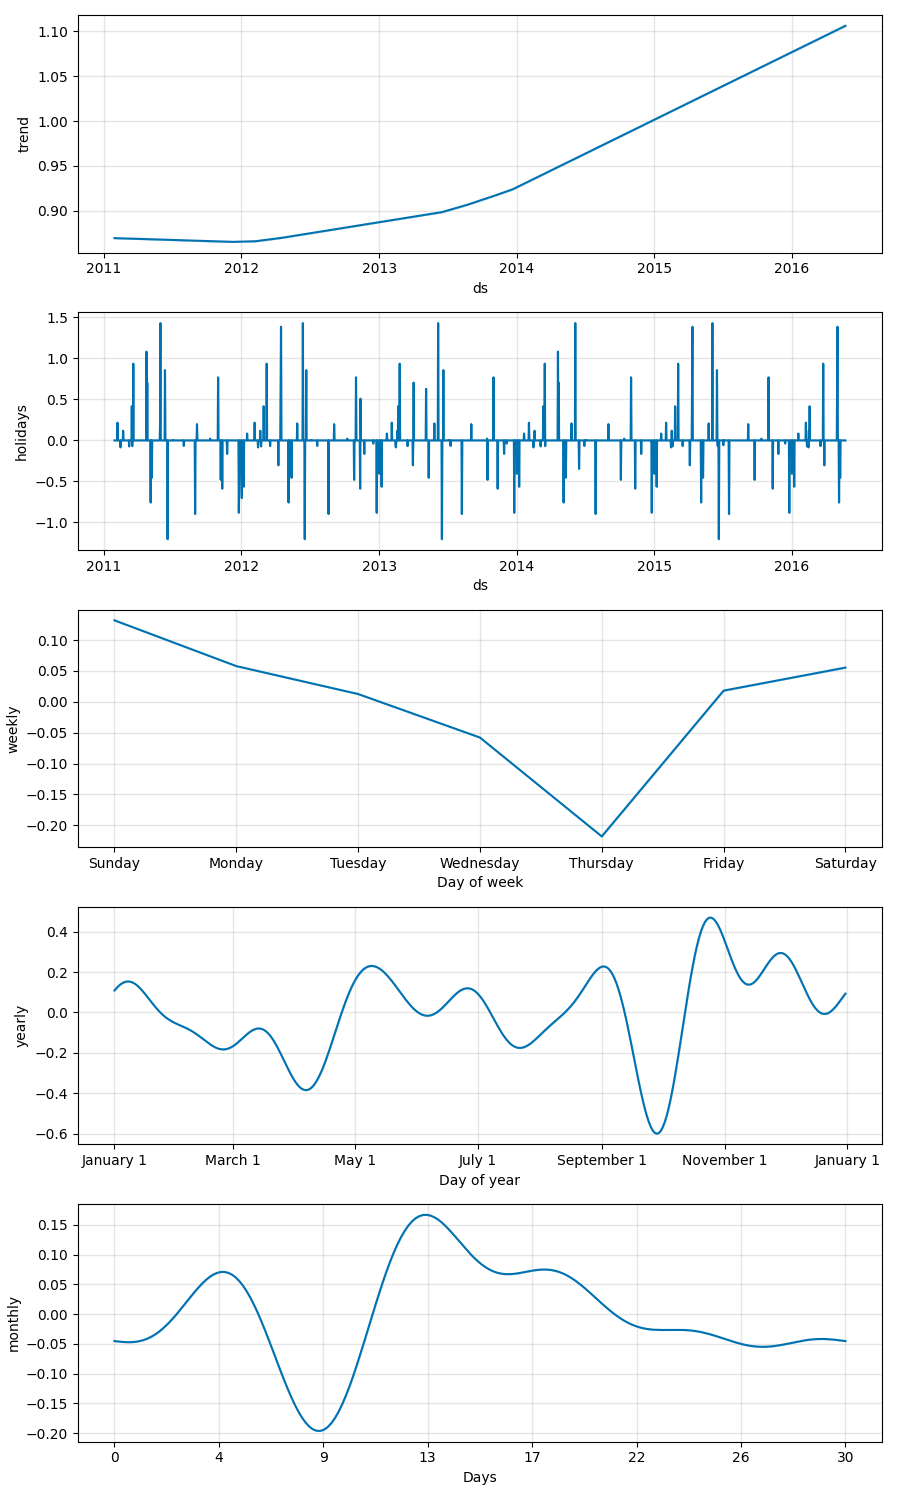 1.10
1.05
1.00
0.95
0.90
trend
2011 2012 2013 2014 2015 2016
ds
1.5
1.0
0.5
0.0
−0.5
−1.0
holidays
2011 2012 2013 2014 2015 2016
ds
0.10
0.05
0.00
−0.05
−0.10
−0.15
−0.20
weekly
Sunday Monday Tuesday Wednesday Thursday Friday Saturday
Day of week
0.4
0.2
0.0
−0.2
−0.4
−0.6
yearly
January 1 March 1 May 1 July 1 September 1 November 1 January 1
Day of year
0.15
0.10
0.05
0.00
−0.05
−0.10
−0.15
−0.20
monthly
0 4 9 13 17 22 26 30
Days